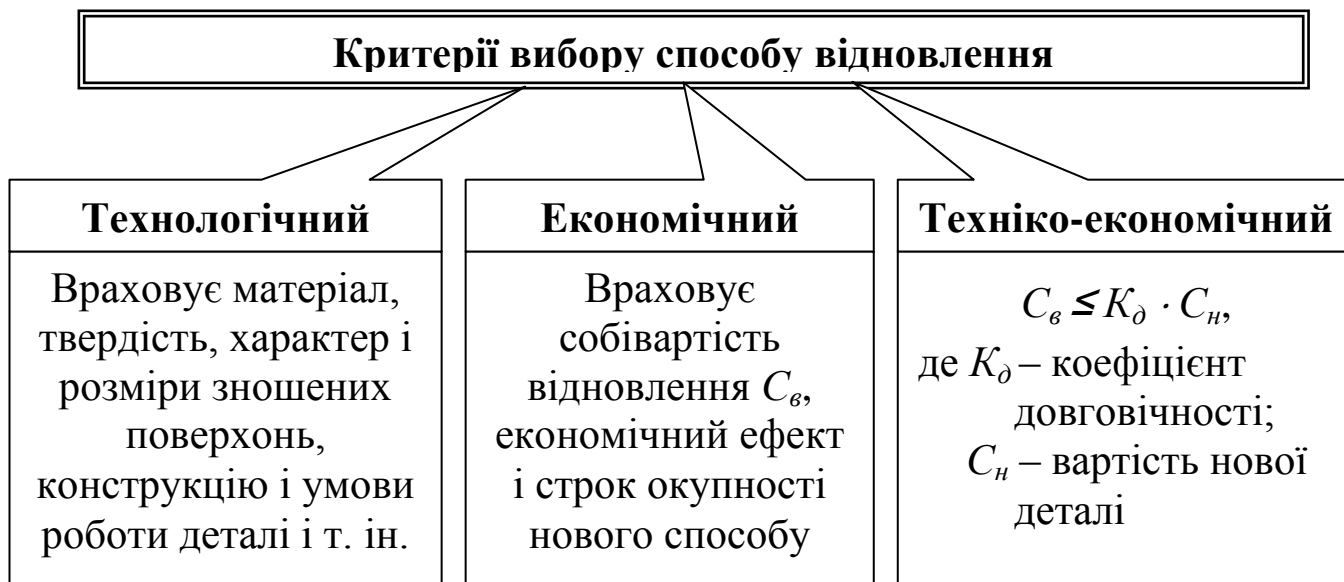 Критерії вибору способу відновлення
Технологічний
Враховує матеріал,
твердість, характер і
розміри зношених
поверхонь,
конструкцію і умови
роботи деталі і т. ін.
Економічний
Враховує
собівартість
відновлення Cв,
економічний ефект
і строк окупності
нового способу
Техніко-економічний
Cв ≤ Kд · Cн,
де Kд – коефіцієнт
довговічності;
Cн – вартість нової
деталі